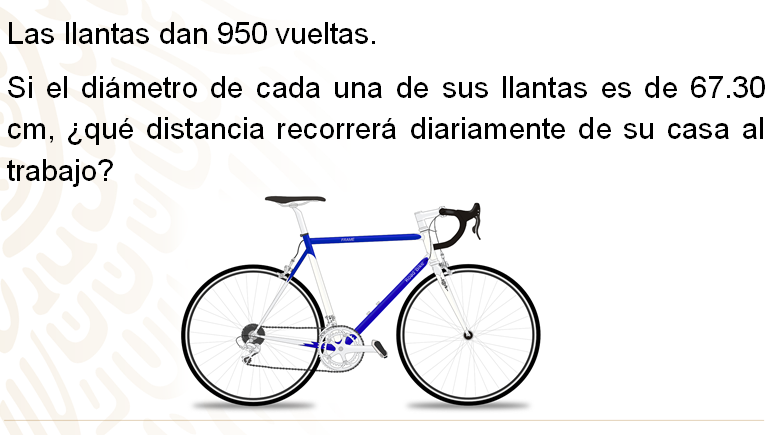 Las llantas dan 950 vueltas.
Si el diámetro de cada una de sus llantas es de 67.30
cm, ¿qué distancia recorrerá diariamente de su casa al
trabajo?
FRAME